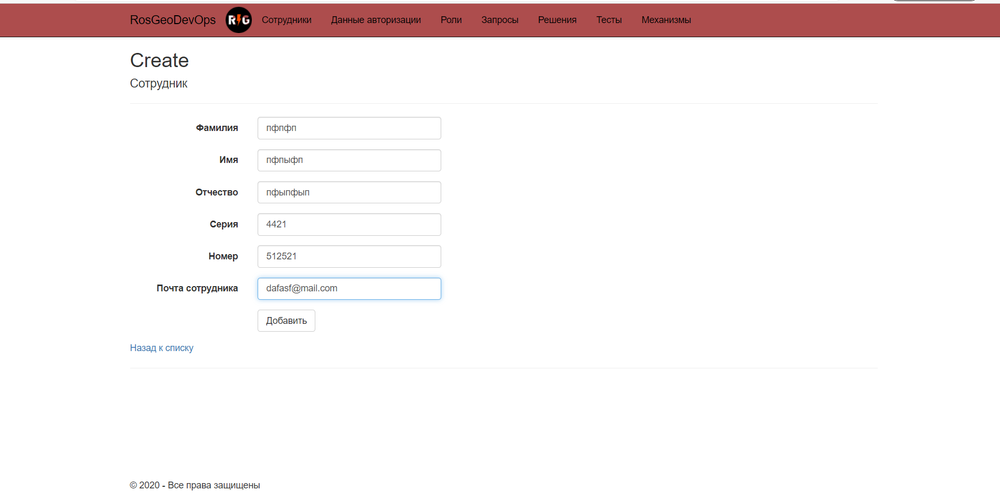 RosGeoDevOps RG Сотрудники Данные авторизации Роли Запросы Решения Тесты Механизмы
Create
Сотрудник
Фамилия пфпфп
Имя пфпыфп
Отчество пфыпфып
Серия 4421
Номер 512521
Почта сотрудника dafasf@mail.com
Добавить
Назад к списку
© 2020 - Все права защищены